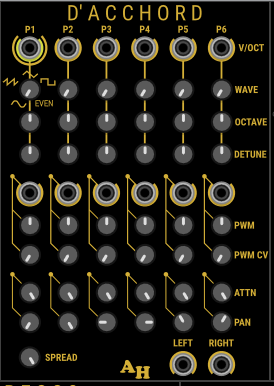 D'ACCHORD
P1 P2 P3 P4 P5 P6
V/OCT
WAVE
EVEN
OCTAVE
DETUNE
PWM
PWM CV
ATTN
PAN
LEFT RIGHT
SPREAD
AH